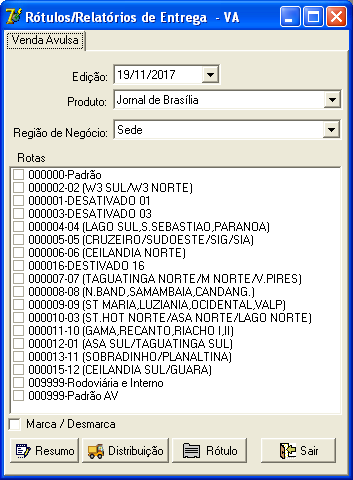 Rótulos/Relatórios de Entrega - VA
Venda Avulsa
Edição: 19/11/2017
Produto: Jornal de Brasília
Região de Negócio: Sede
Rotas
000000-Padrão
000002-02 (W3 SUL/W3 NORTE)
000001-DESATIVADO 01
000003-DESATIVADO 03
000004-04 (LAGO SUL,S.SEBASTIAO,PARANOA)
000005-05 (CRUZEIRO/SUDOESTE/SIG/SIA)
000006-06 (CEILANDIA NORTE)
000016-DESTIVADO 16
000007-07 (TAGUATINGA NORTE/M NORTE/V.PIRES)
000008-08 (N.BAND,SAMAMBAIA,CANDANG.)
000009-09 (ST MARIA,LUZIANIA,OCIDENTAL,VALP)
000010-03 (ST.HOT NORTE/ASA NORTE/LAGO NORTE)
000011-10 (GAMA,RECANTO,RIACHO I,II)
000012-01 (ASA SUL/TAGUATINGA SUL)
000013-11 (SOBRADINHO/PLANALTINA)
000015-12 (CEILANDIA SUL/GUARA)
009999-Rodoviária e Interno
000999-Padrão AV
Marca / Desmarca
Resumo Distribuição Rótulo Sair